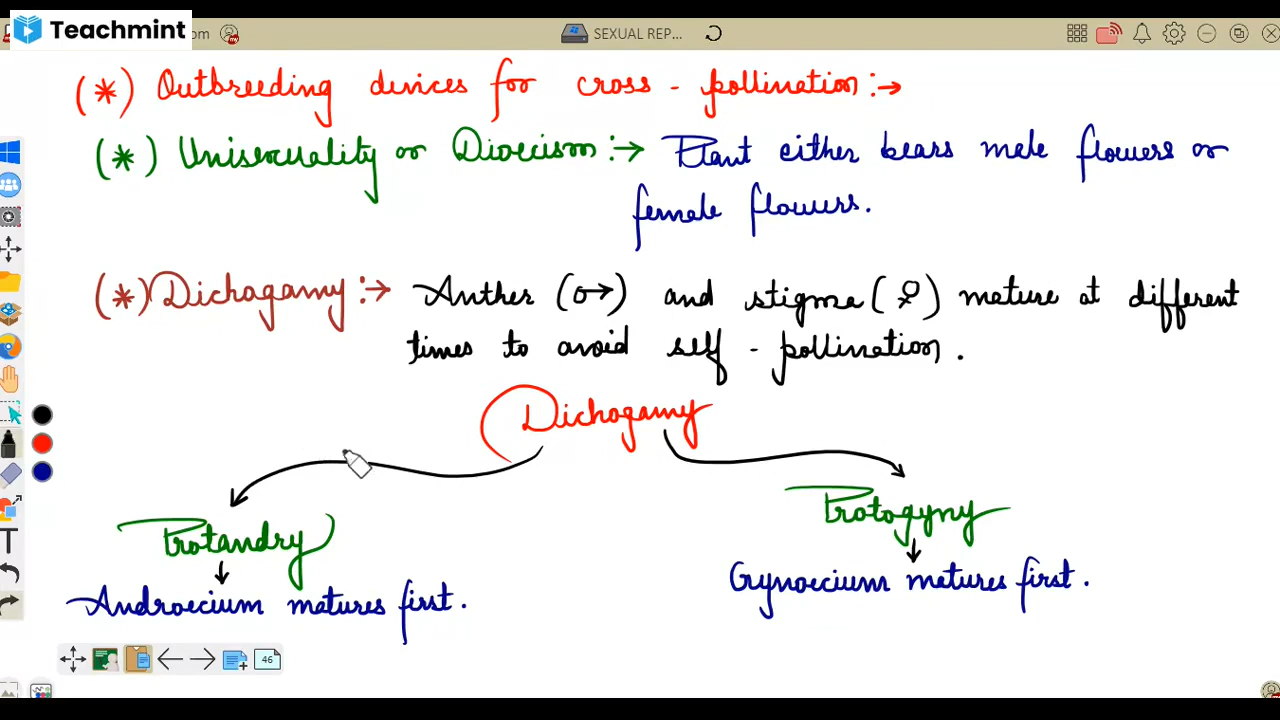 Teachmint
om
SEXUAL REP...
(*) Outbreeding devices for cross - pollination :→
(*) Unisexuality or Dioecism :→ Plant either bears male flowers or
female flowers.
(*) Dichogamy :→ Anther (♂) and stigma (♀) mature at different
times to avoid self - pollination.
Dichogamy
Protandry
Protogyny
↓
↓
Androecium matures first.
Gynoecium matures first.
T
46